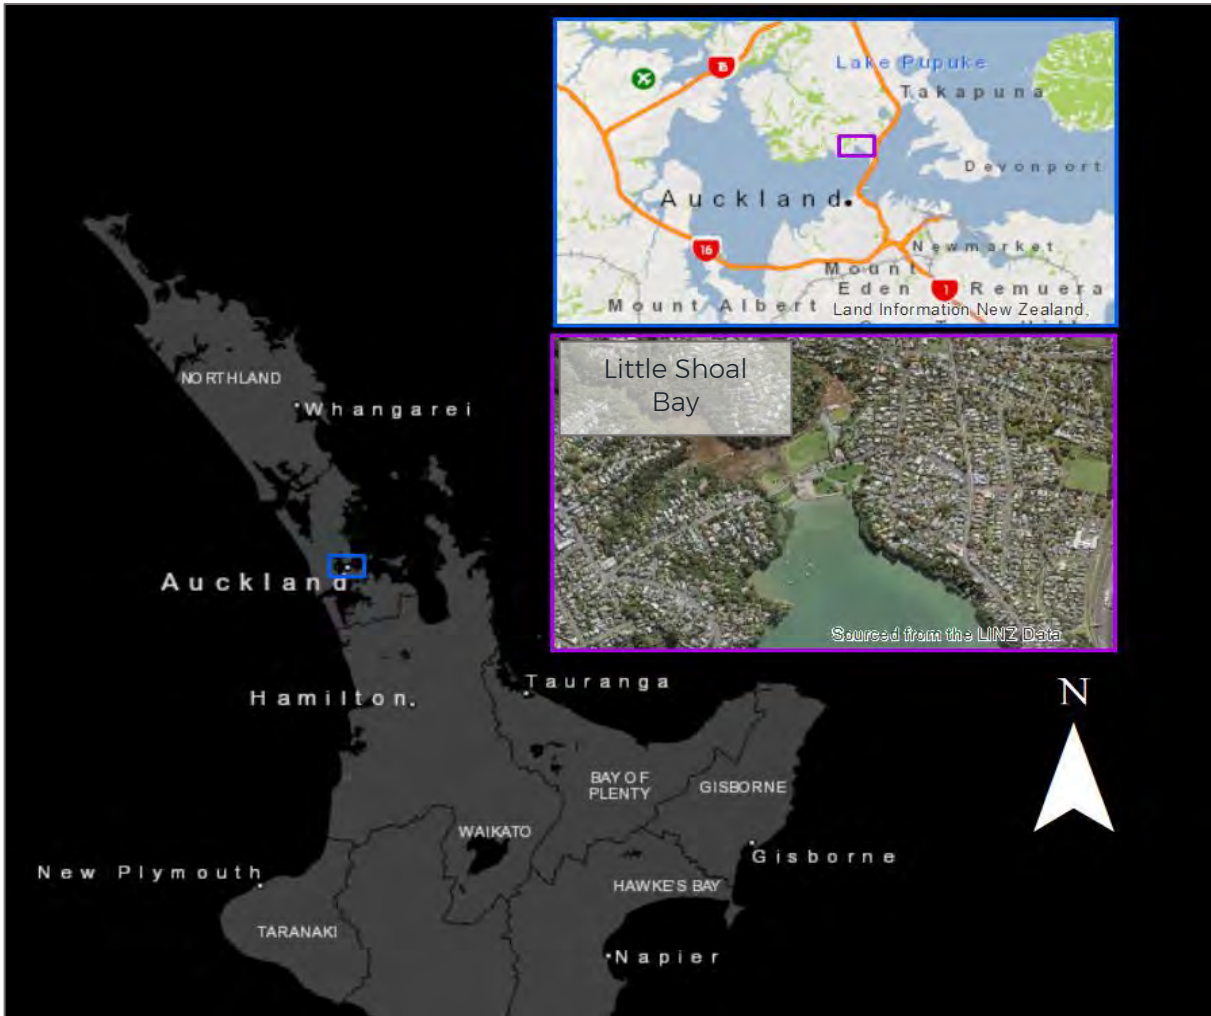 Lake Pupuke
Takapuna
Devonport
Auckland
16
Newmarket
Mount
Eden
1
Remuera
Mount Albert
Land Information New Zealand,
Little Shoal
Bay
Sourced from the LINZ Data
NORTHLAND
Whangarei
Auckland
Tauranga
Hamilton
N
BAY OF
PLENTY
GISBORNE
WAIKATO
Gisborne
New Plymouth
HAWKE'S BAY
TARANAKI
Napier